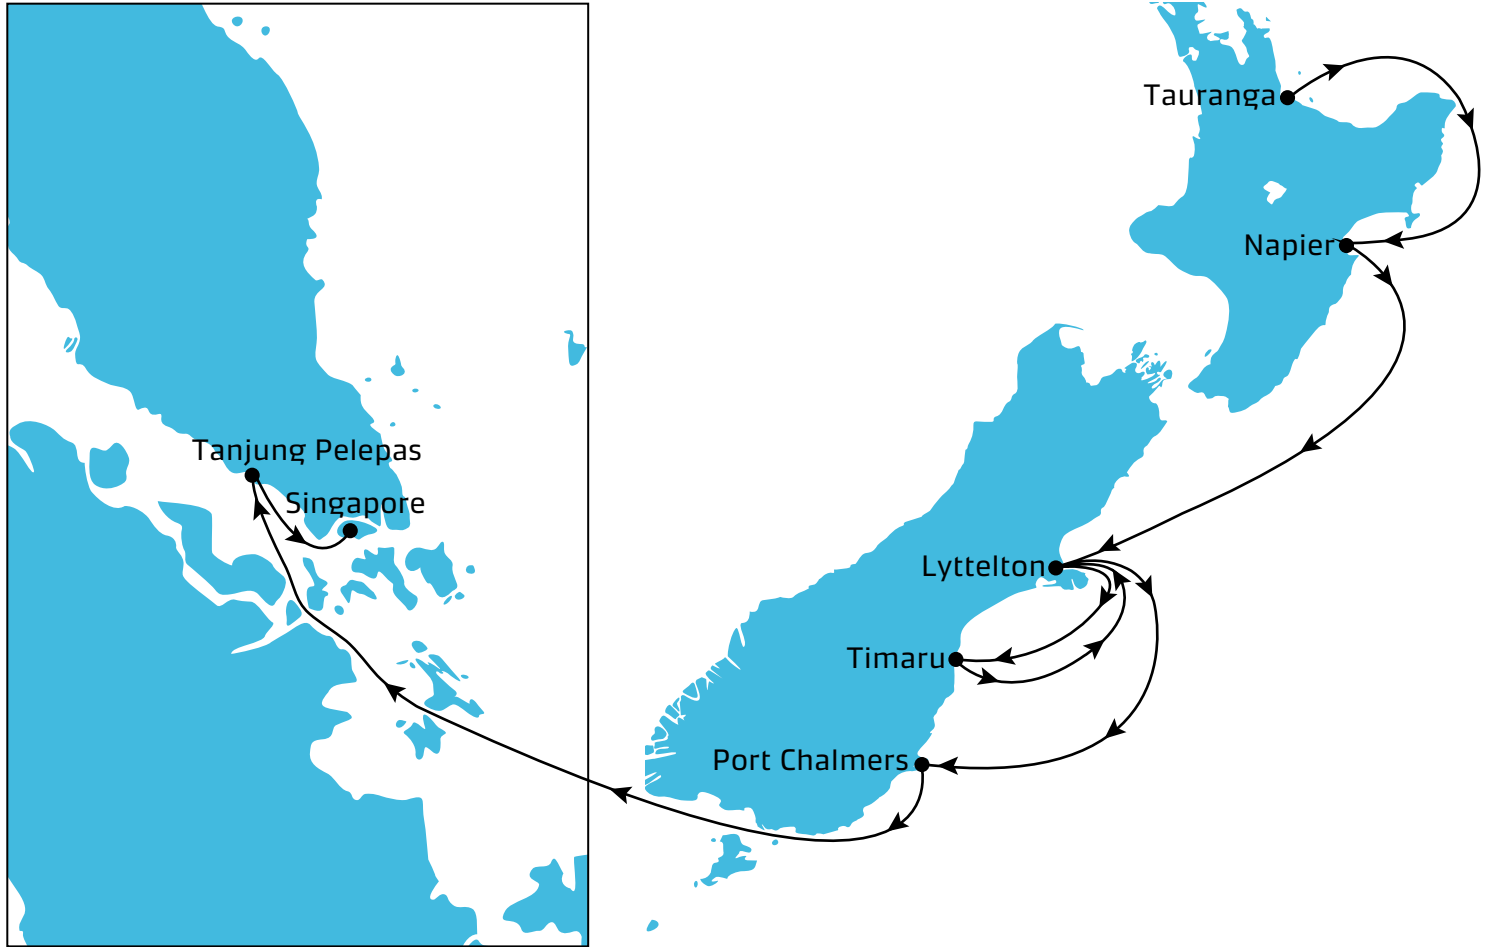 Tauranga
Napier
Tanjung Pelepas
Singapore
Lyttelton
Timaru
Port Chalmers